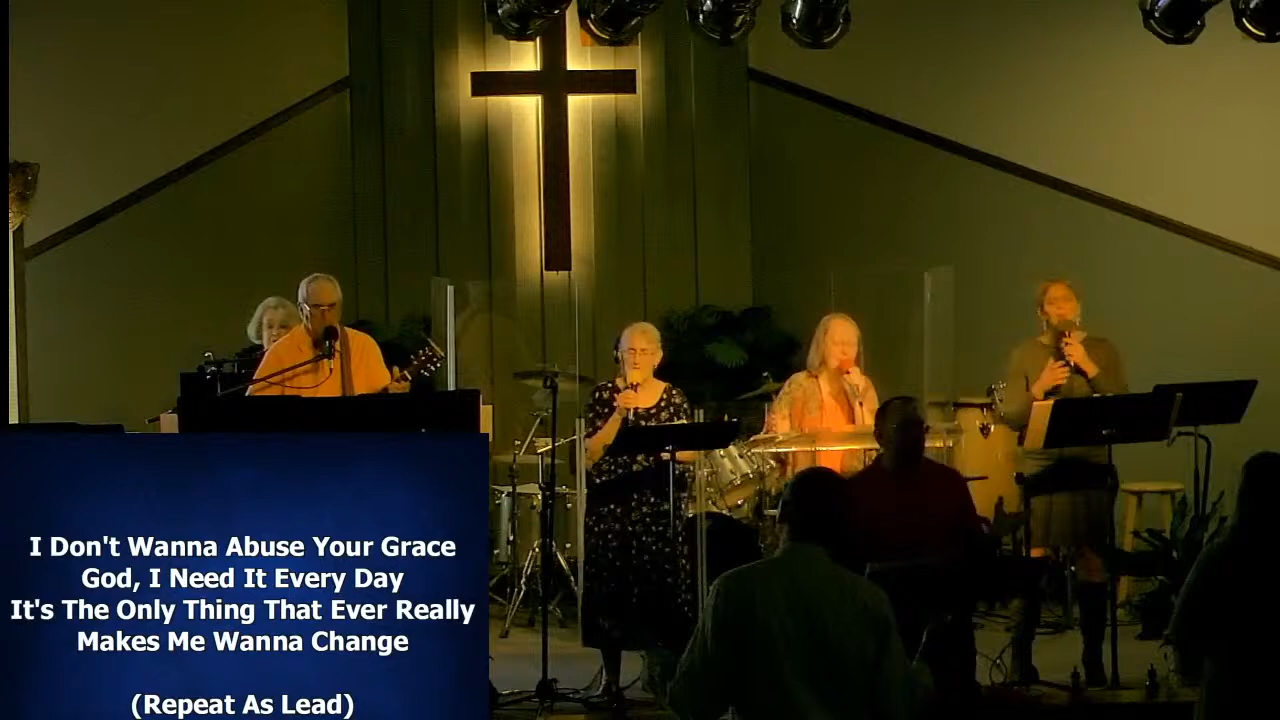 I Don't Wanna Abuse Your Grace
God, I Need It Every Day
It's The Only Thing That Ever Really
Makes Me Wanna Change
(Repeat As Lead)